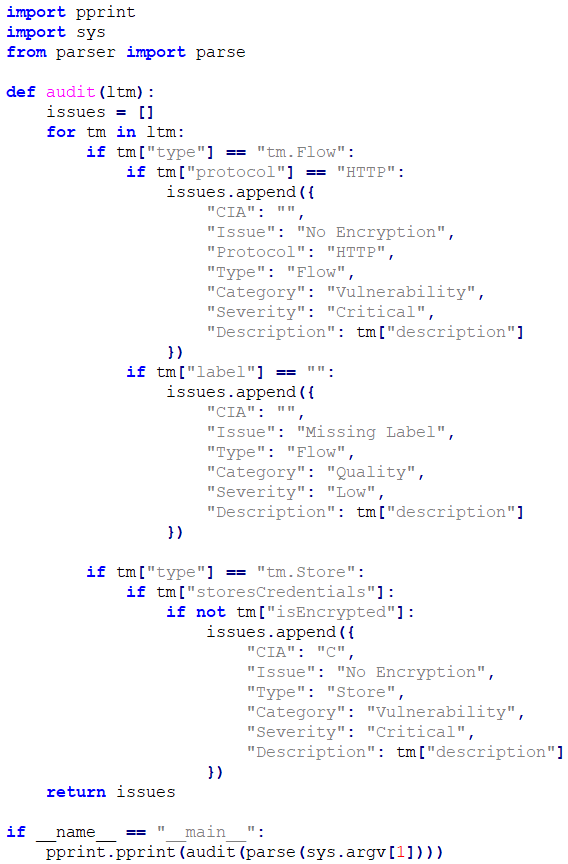 import pprint
import sys
from parser import parse

def audit(ltm):
    issues = []
    for tm in ltm:
        if tm["type"] == "tm.Flow":
            if tm["protocol"] == "HTTP":
                issues.append({
                    "CIA": "",
                    "Issue": "No Encryption",
                    "Protocol": "HTTP",
                    "Type": "Flow",
                    "Category": "Vulnerability",
                    "Severity": "Critical",
                    "Description": tm["description"]
                })
            if tm["label"] == "":
                issues.append({
                    "CIA": "",
                    "Issue": "Missing Label",
                    "Type": "Flow",
                    "Category": "Quality",
                    "Severity": "Low",
                    "Description": tm["description"]
                })

        if tm["type"] == "tm.Store":
            if tm["storesCredentials"]:
                if not tm["isEncrypted"]:
                    issues.append({
                        "CIA": "C",
                        "Issue": "No Encryption",
                        "Type": "Store",
                        "Category": "Vulnerability",
                        "Severity": "Critical",
                        "Description": tm["description"]
                    })
    return issues

if __name__ == "__main__":
    pprint.pprint(audit(parse(sys.argv[1])))